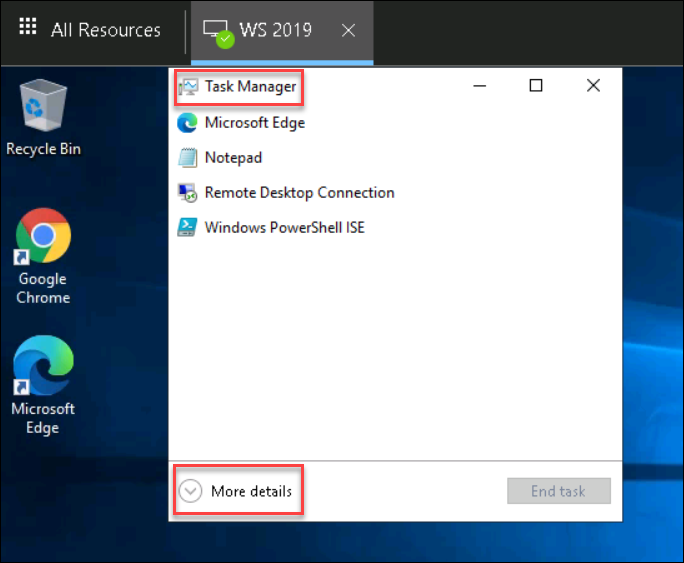 All Resources
WS 2019
Recycle Bin
Google
Chrome
Microsoft
Edge
Task Manager
Microsoft Edge
Notepad
Remote Desktop Connection
Windows PowerShell ISE
More details
End task